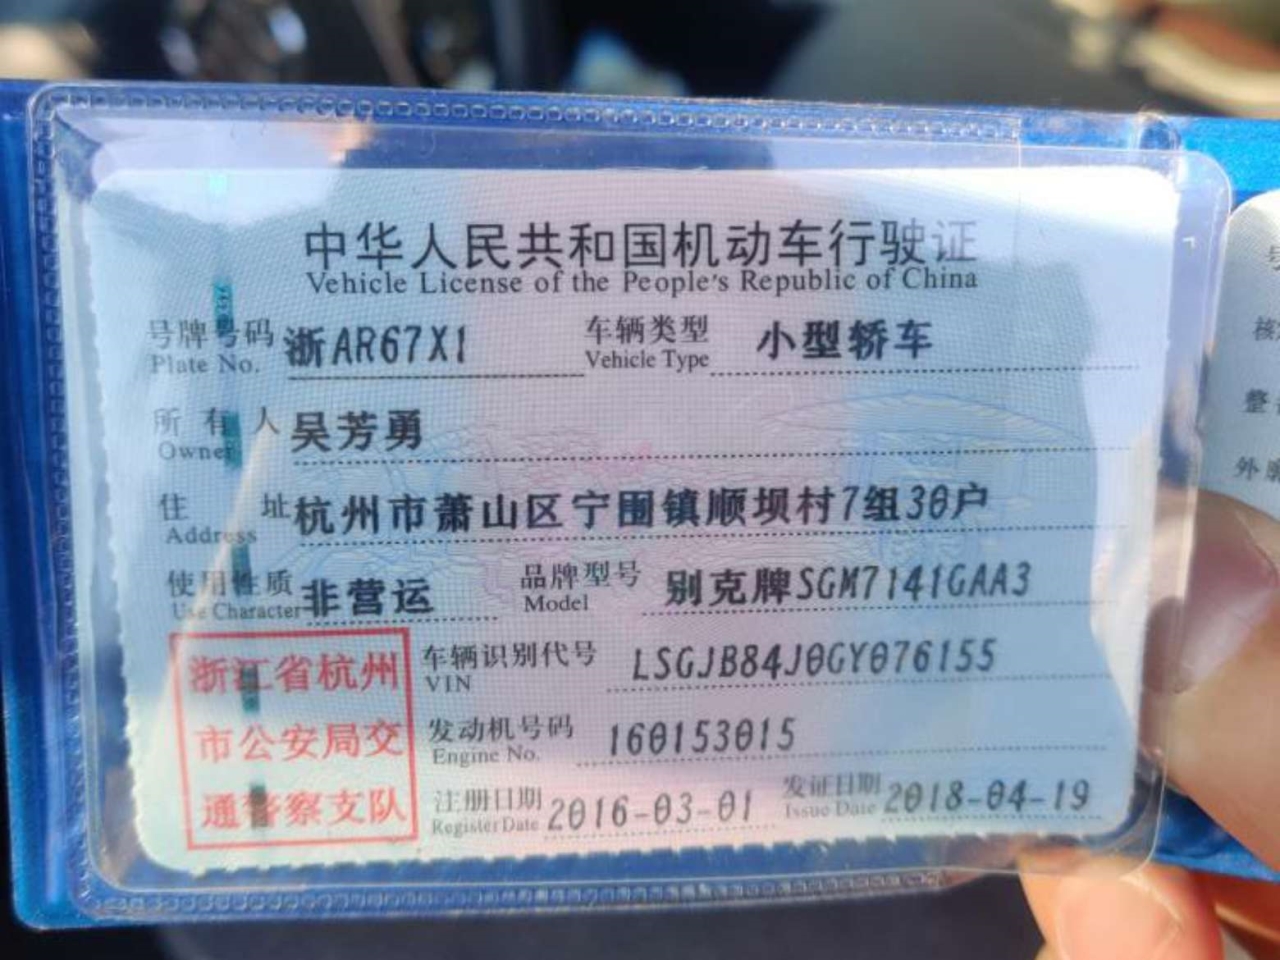 中华人民共和国机动车行驶证
Vehicle License of the People's Republic of China
号牌号码 浙AR67X1 车辆类型 小型轿车
Plate No. Vehicle Type
所有人 吴芳勇
Owner
住址 杭州市萧山区宁围镇顺坝村7组30户
Address
使用性质 非营运 品牌型号 别克牌SGM7141GAA3
Use Character Model
浙江省杭州
市公安局交
通警察支队
车辆识别代号 LSGJB84J0GY076155
VIN
发动机号码 160153015
Engine No.
注册日期 2016-03-01 发证日期 2018-04-19
Register Date Issue Date
核
整
外廓